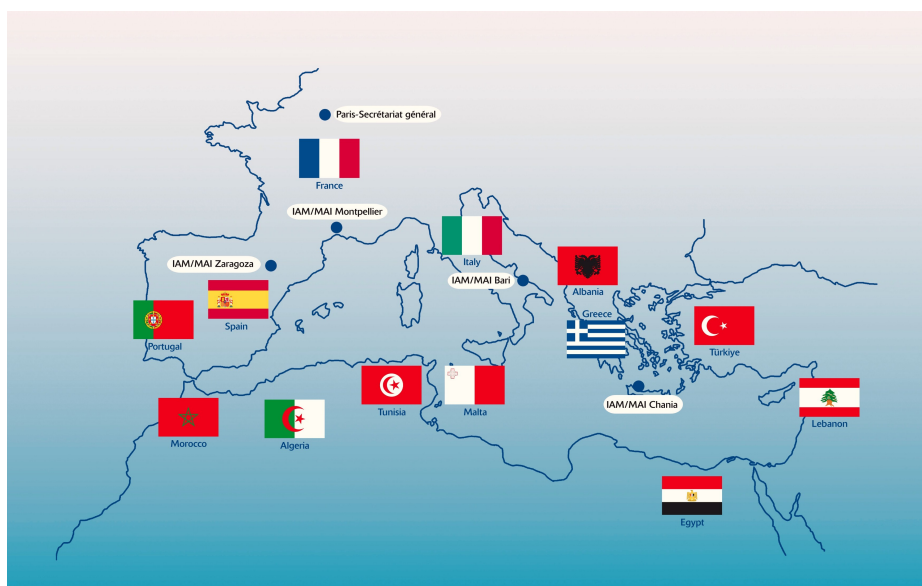 Paris-Secrétariat général
France
IAM/MAI Montpellier
Italy
IAM/MAI Zaragoza
IAM/MAI Bari
Albania
Spain
Greece
Portugal
Türkiye
Tunisia
Malta
IAM/MAI Chania
Lebanon
Morocco
Algeria
Egypt